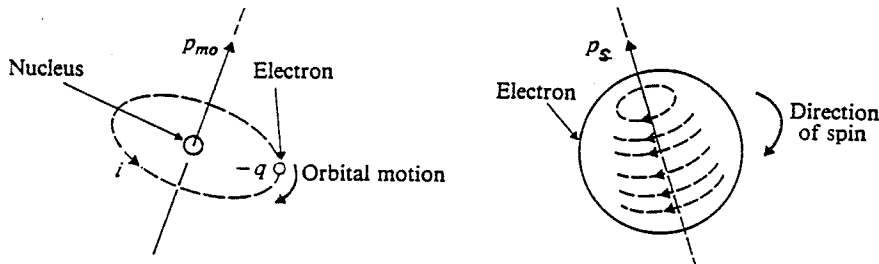 p_mo
Nucleus
Electron
i
−q
Orbital motion
p_s
Electron
Direction
of spin